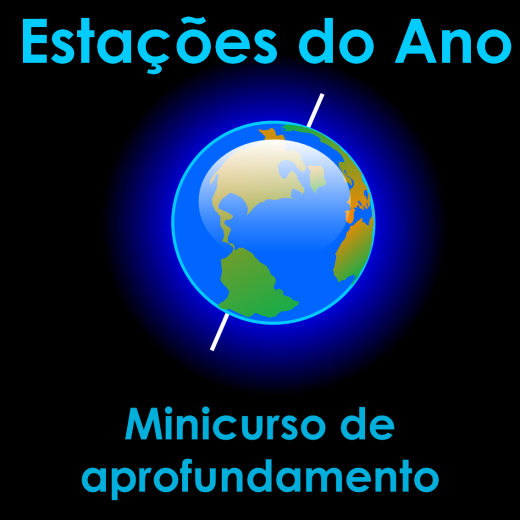 Estações do Ano
Minicurso de
aprofundamento